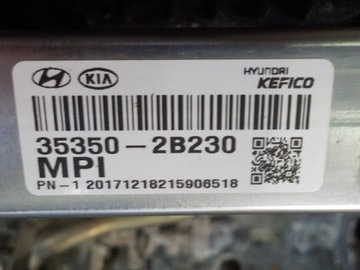 KIA
HYUNDAI
KEFICO
35350-2B230
MPI
PN-1 20171218215906518